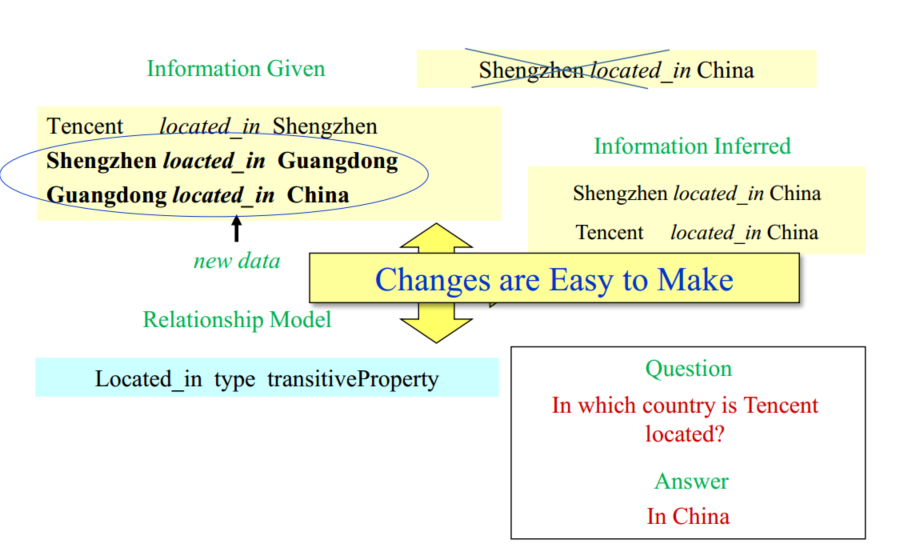 Information Given
Shengzhen located_in China
Tencent located_in Shengzhen
Shengzhen loacted_in Guangdong
Guangdong located_in China
new data
Information Inferred
Shengzhen located_in China
Tencent located_in China
Changes are Easy to Make
Relationship Model
Located_in type transitiveProperty
Question
In which country is Tencent
located?
Answer
In China